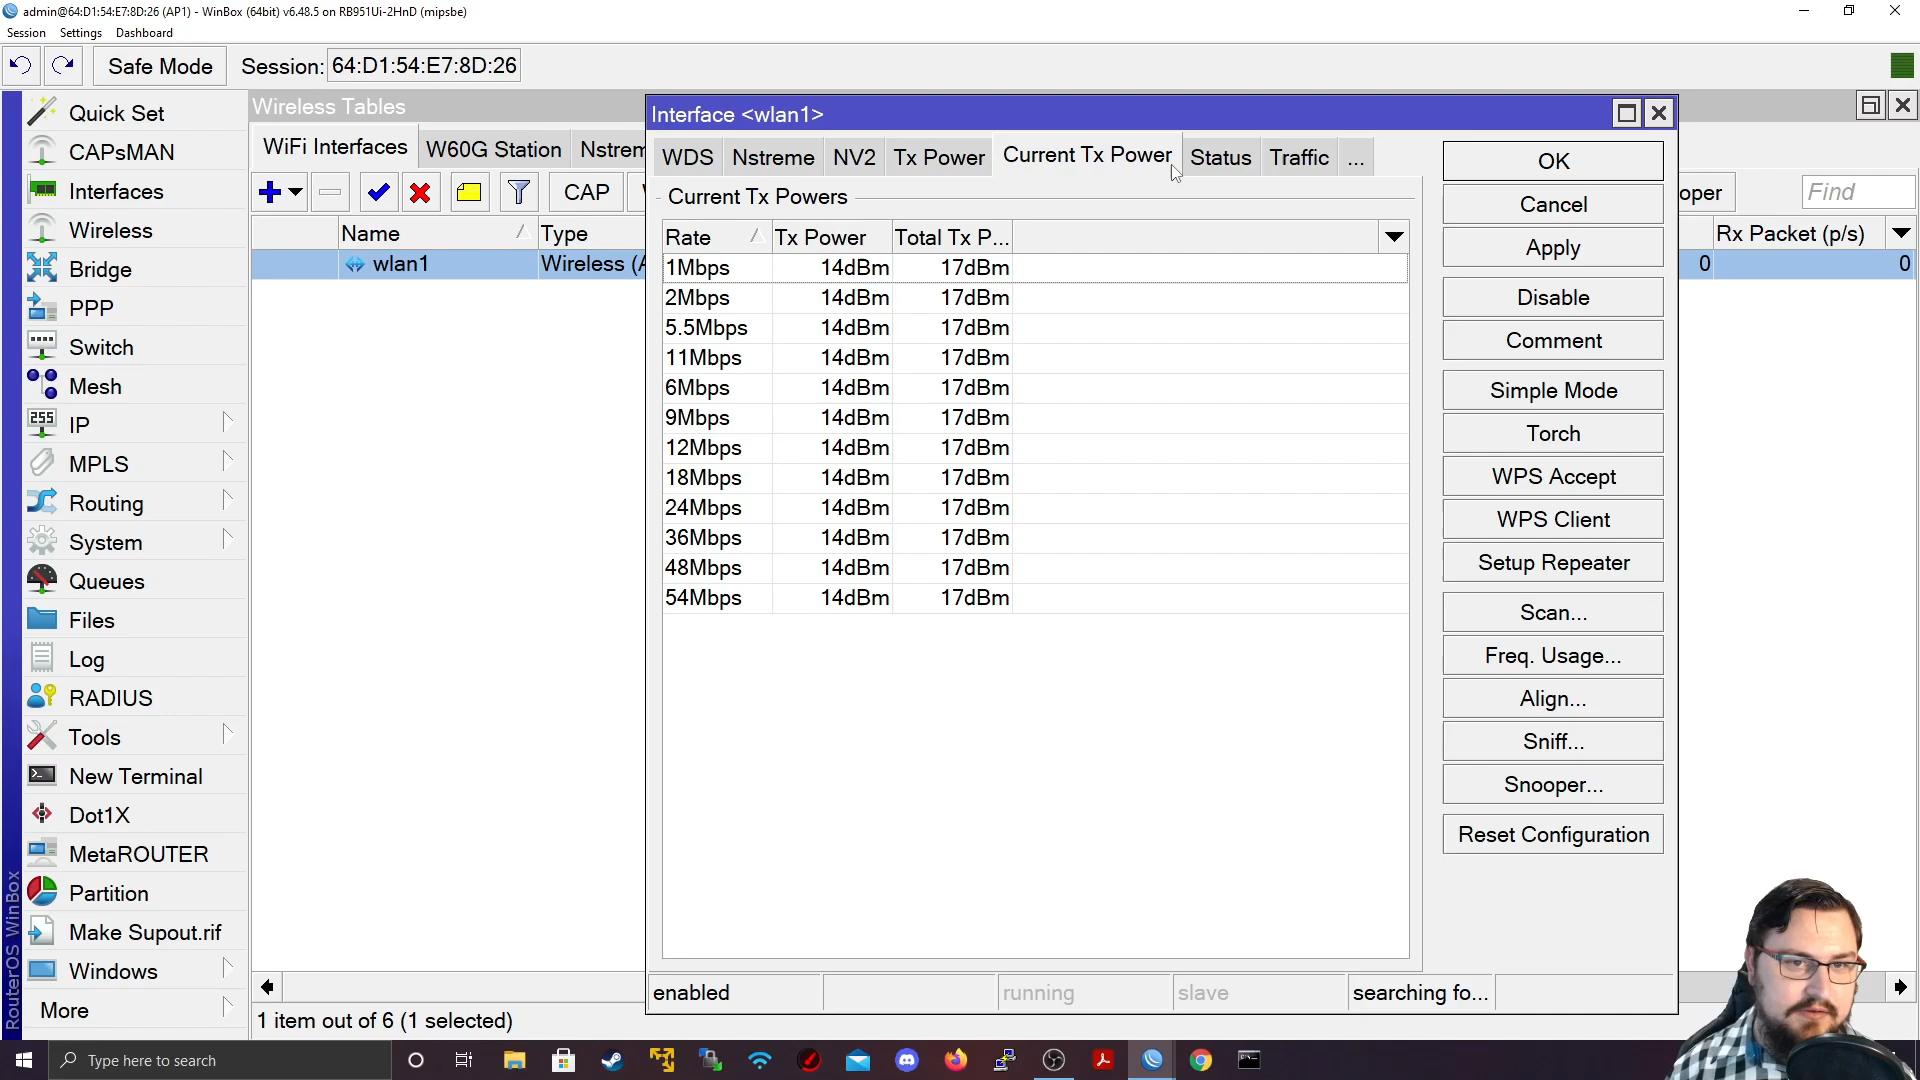 admin@64:D1:54:E7:8D:26 (AP1) - WinBox (64bit) v6.48.5 on RB951Ui-2HnD (mipsbe)
Session Settings Dashboard
Safe Mode Session: 64:D1:54:E7:8D:26
Quick Set
CAPsMAN
Interfaces
Wireless
Bridge
PPP
Switch
Mesh
255 IP
MPLS
Routing
System
Queues
Files
Log
RADIUS
Tools
New Terminal
Dot1X
MetaROUTER
Partition
Make Supout.rif
Windows
More
RouterOS WinBox
Wireless Tables
WiFi Interfaces W60G Station Nstrem
CAP
Name Type
wlan1 Wireless (A
1 item out of 6 (1 selected)
Interface <wlan1>
WDS Nstreme NV2 Tx Power Current Tx Power Status Traffic ...
Current Tx Powers
Rate Tx Power Total Tx P...
1Mbps 14dBm 17dBm
2Mbps 14dBm 17dBm
5.5Mbps 14dBm 17dBm
11Mbps 14dBm 17dBm
6Mbps 14dBm 17dBm
9Mbps 14dBm 17dBm
12Mbps 14dBm 17dBm
18Mbps 14dBm 17dBm
24Mbps 14dBm 17dBm
36Mbps 14dBm 17dBm
48Mbps 14dBm 17dBm
54Mbps 14dBm 17dBm
enabled running slave searching fo...
OK
Cancel
Apply
Disable
Comment
Simple Mode
Torch
WPS Accept
WPS Client
Setup Repeater
Scan...
Freq. Usage...
Align...
Sniff...
Snooper...
Reset Configuration
oper Find
Rx Packet (p/s)
0 0
Type here to search